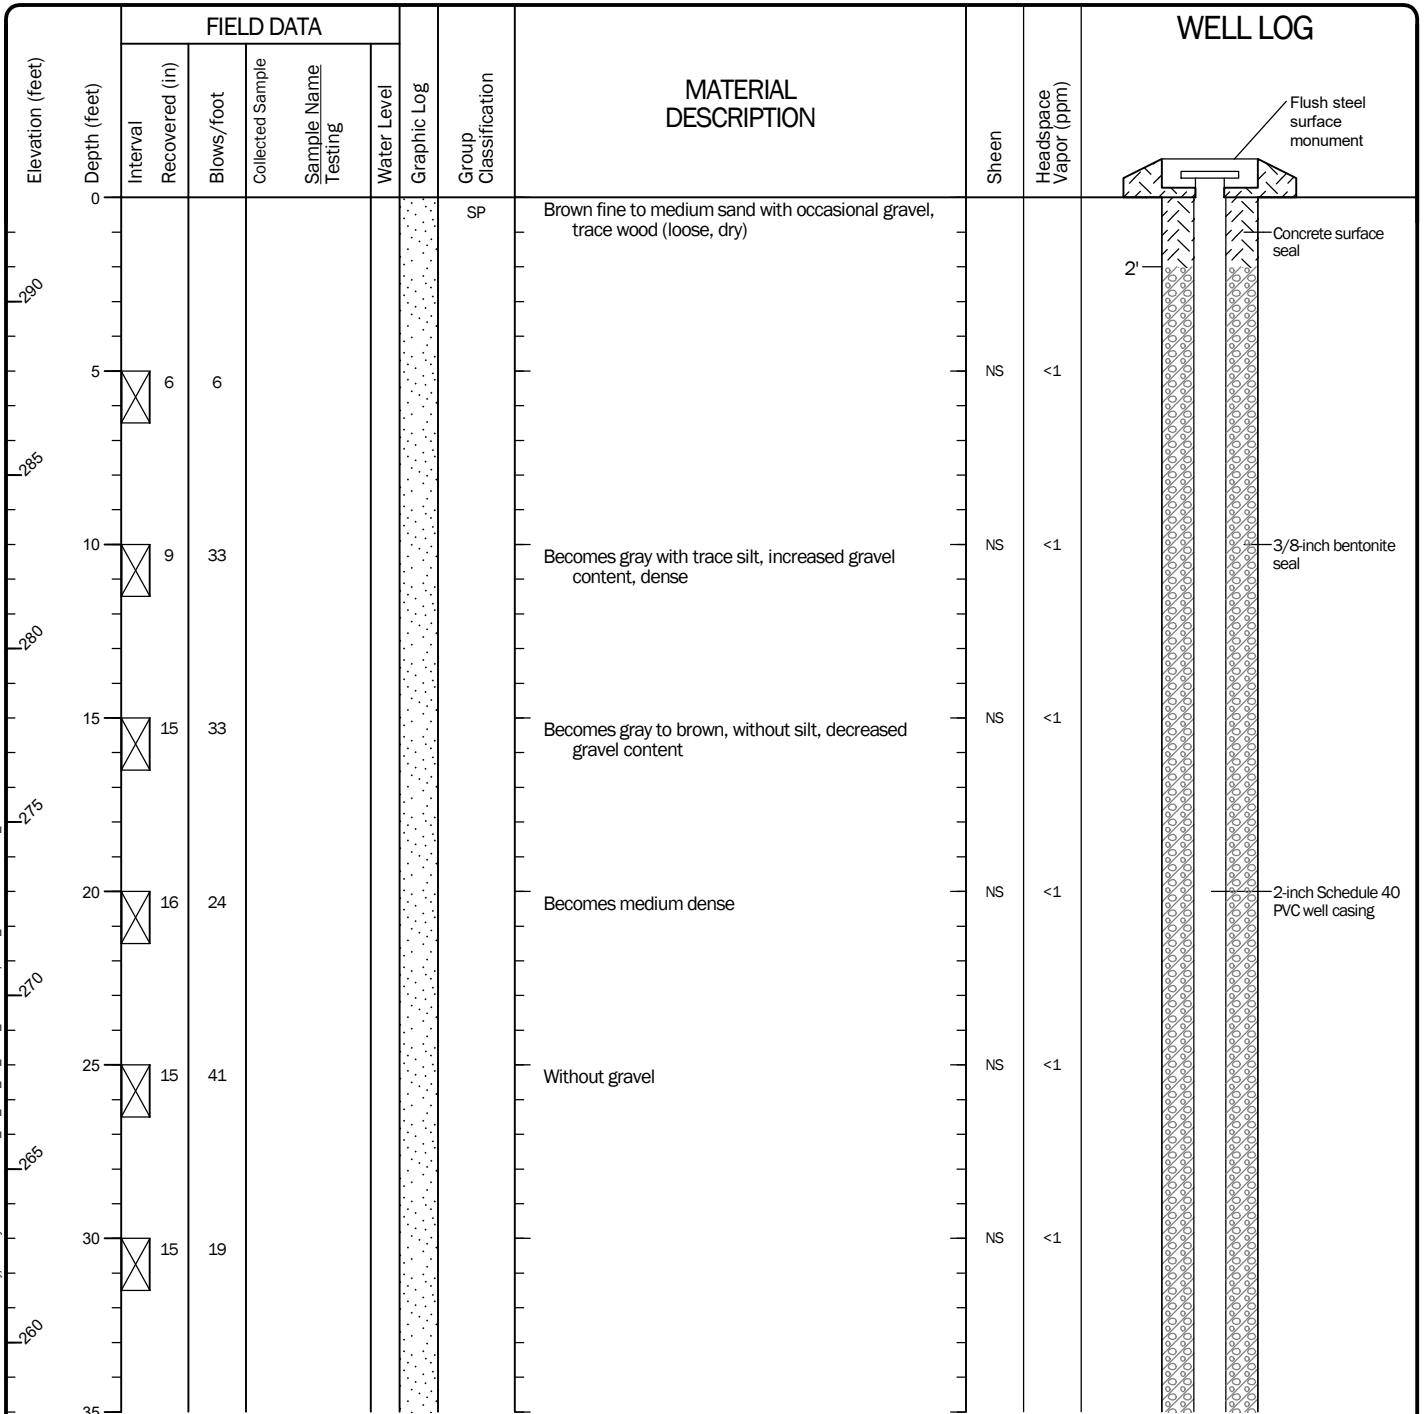 FIELD DATA
WELL LOG
Elevation (feet)
Depth (feet)
Interval
Recovered (in)
Blows/foot
Collected Sample
Sample Name
Testing
Water Level
Graphic Log
Group
Classification
MATERIAL
DESCRIPTION
Sheen
Headspace
Vapor (ppm)
Flush steel
surface
monument
0
SP
Brown fine to medium sand with occasional gravel,
trace wood (loose, dry)
Concrete surface
seal
2'
290
5
6
6
NS
<1
285
10
9
33
Becomes gray with trace silt, increased gravel
content, dense
NS
<1
3/8-inch bentonite
seal
280
15
15
33
Becomes gray to brown, without silt, decreased
gravel content
NS
<1
275
20
16
24
Becomes medium dense
NS
<1
2-inch Schedule 40
PVC well casing
270
25
15
41
Without gravel
NS
<1
265
30
15
19
NS
<1
260
35